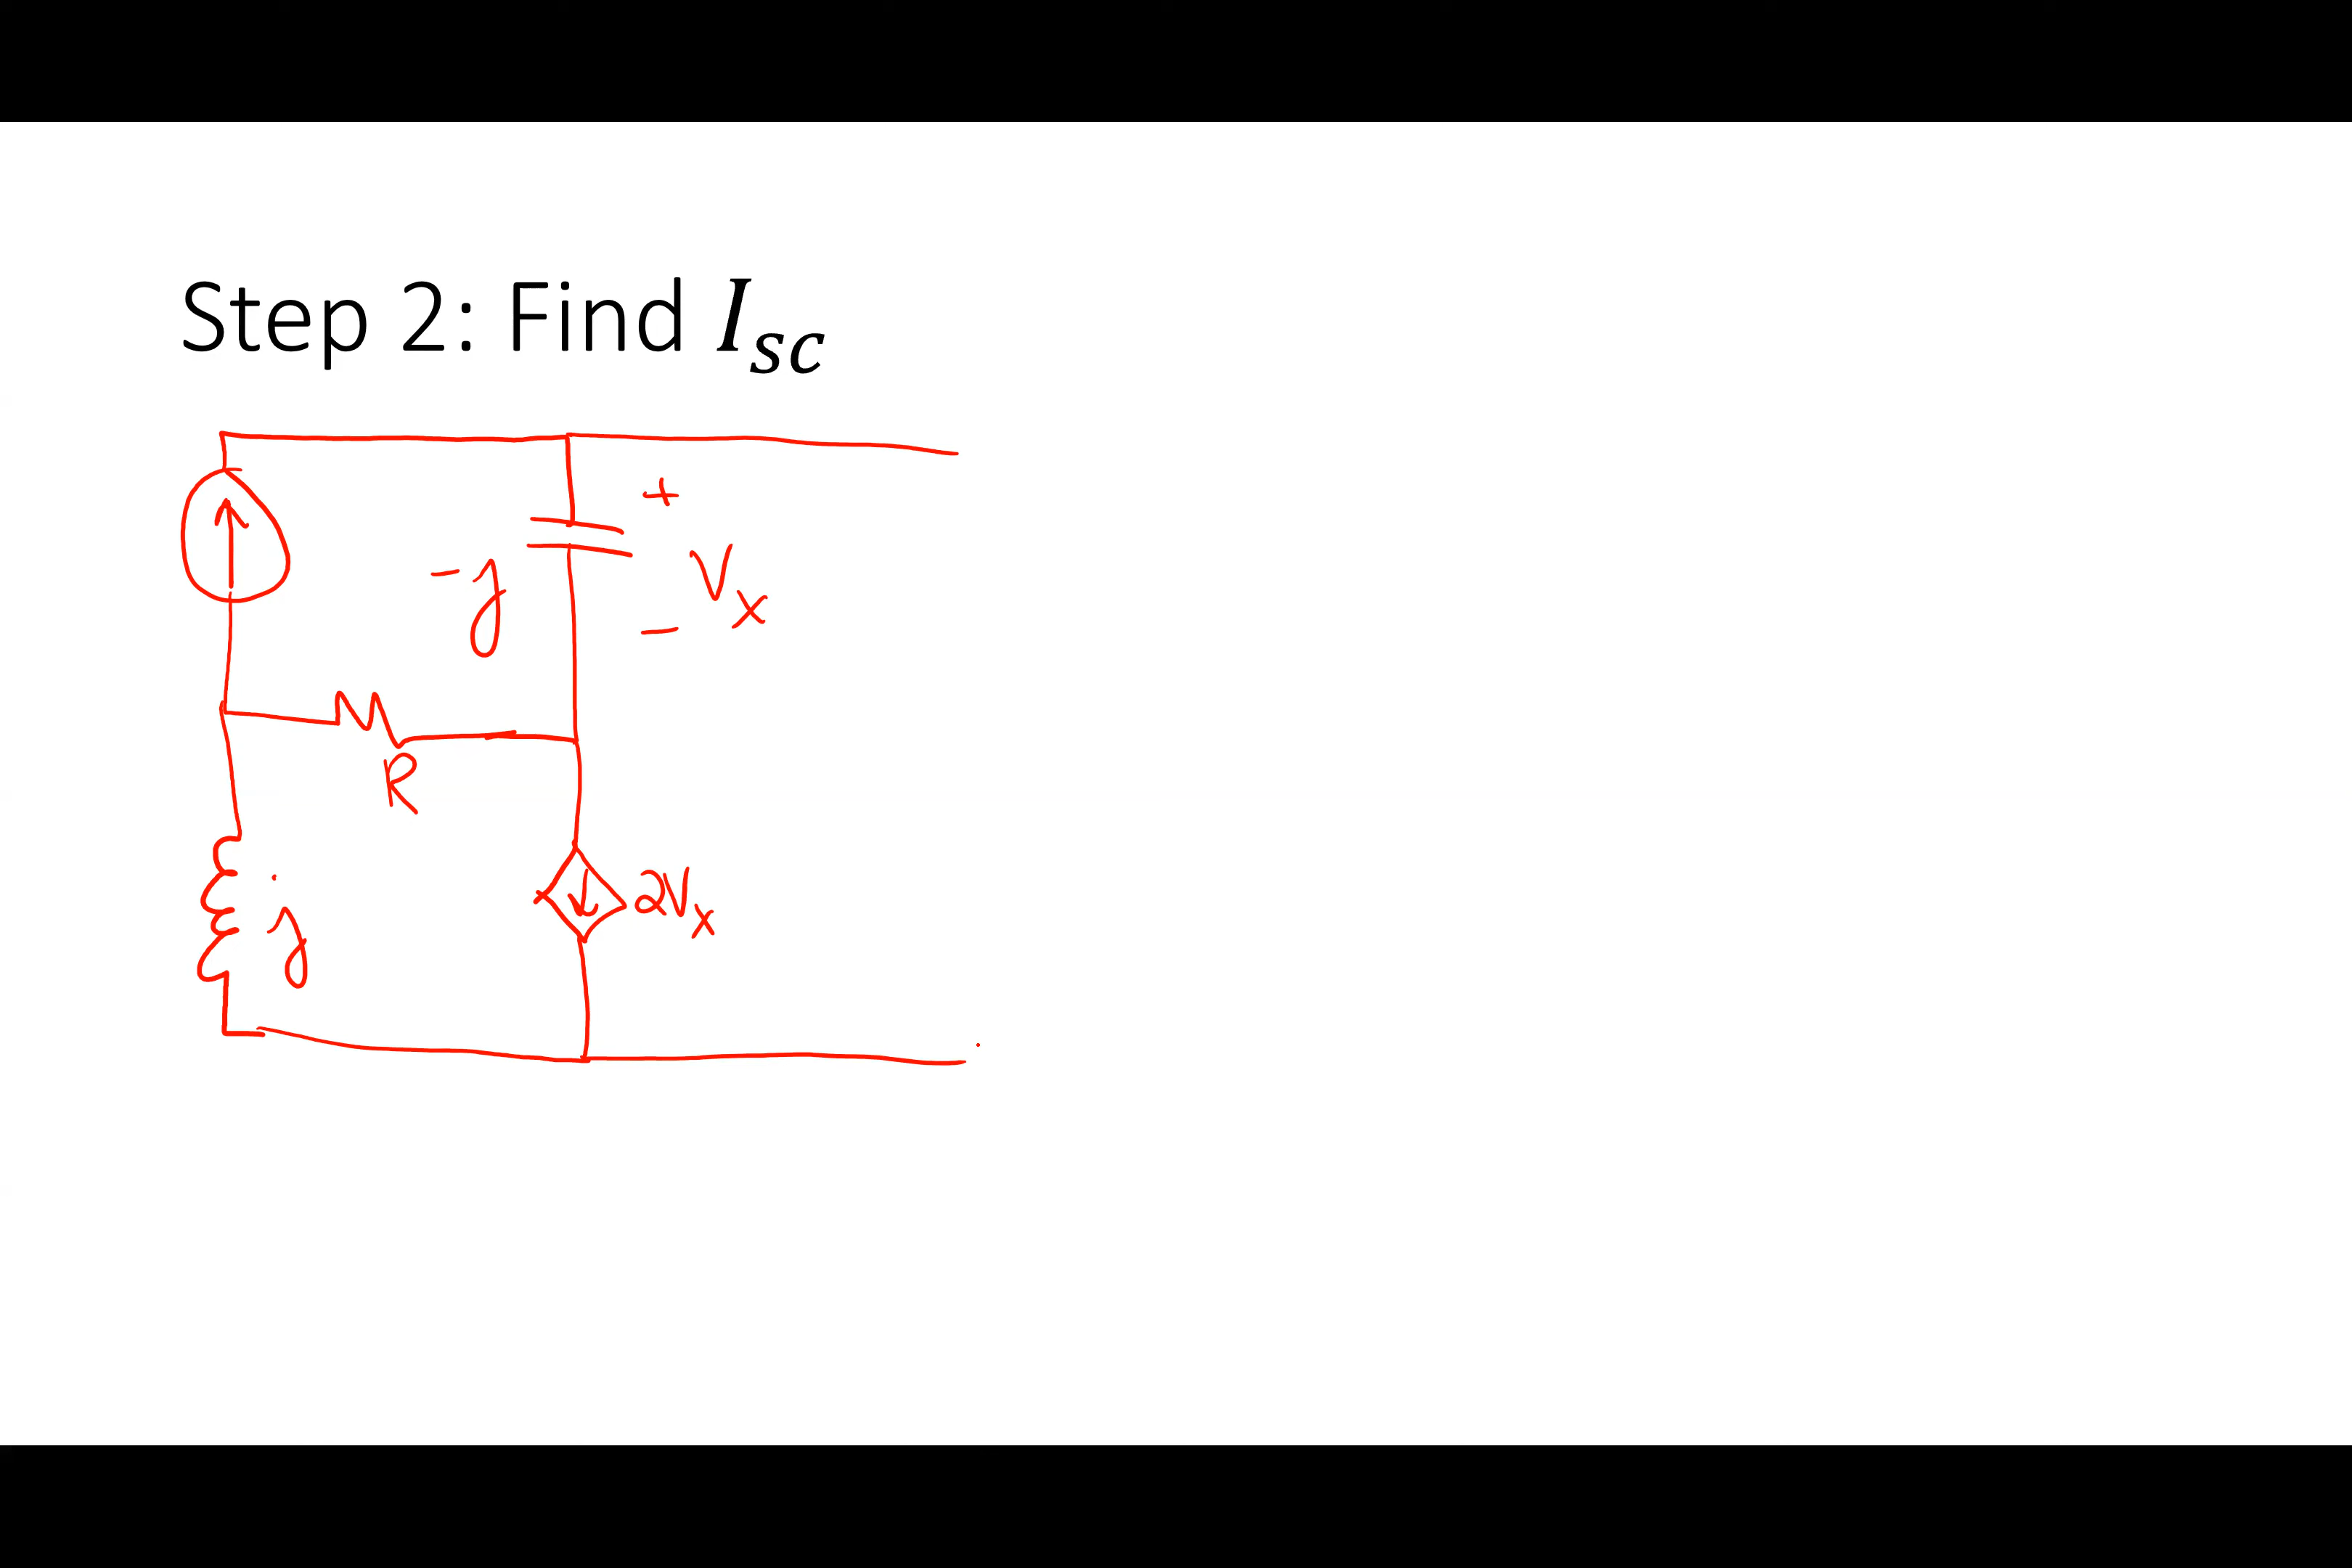 Step 2: Find I_sc
+
-j
V_x
−
R
j
2V_x